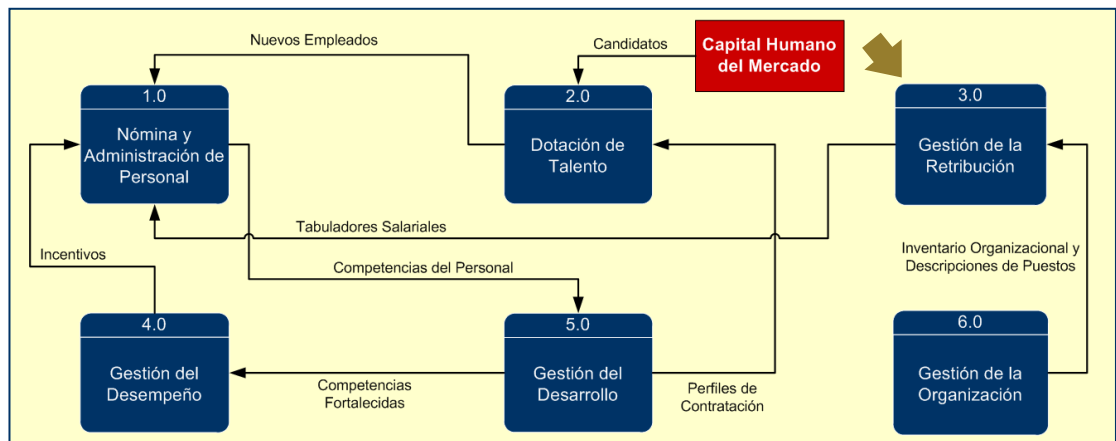 Nuevos Empleados
Candidatos
Capital Humano
del Mercado
1.0
Nómina y
Administración de
Personal
2.0
Dotación de
Talento
3.0
Gestión de la
Retribución
Tabuladores Salariales
Incentivos
Competencias del Personal
Inventario Organizacional y
Descripciones de Puestos
4.0
Gestión del
Desempeño
5.0
Gestión del
Desarrollo
6.0
Gestión de la
Organización
Competencias
Fortalecidas
Perfiles de
Contratación